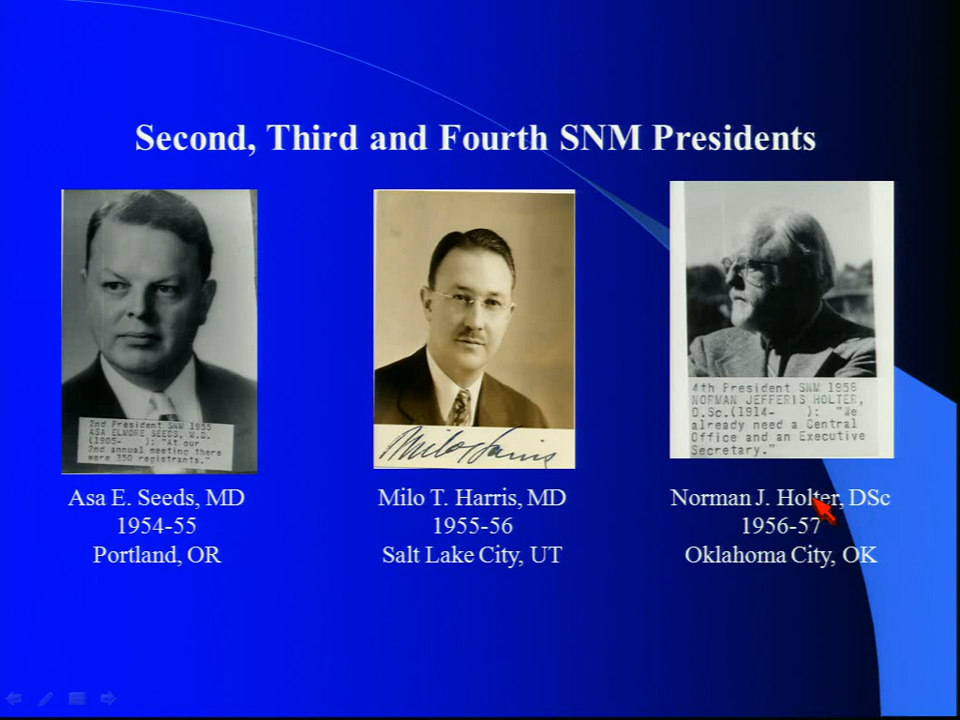 Second, Third and Fourth SNM Presidents
2nd President SNM 1955
ASA ELMORE SEEDS, M.D.
(1905-    ): "At our
2nd annual meeting there
were 350 registrants."
Milo Harris
4th President SNM 1956
NORMAN JEFFERIS HOLTER,
D.Sc.(1914-    ): "We
already need a Central
Office and an Executive
Secretary."
Asa E. Seeds, MD
1954-55
Portland, OR
Milo T. Harris, MD
1955-56
Salt Lake City, UT
Norman J. Holter, DSc
1956-57
Oklahoma City, OK